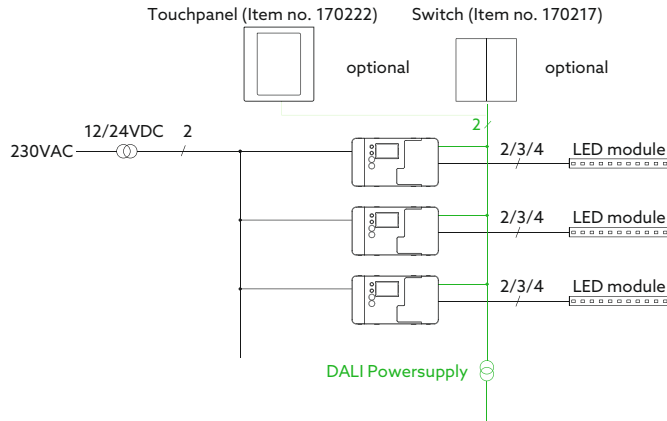 Touchpanel (Item no. 170222) Switch (Item no. 170217)
optional optional
2
12/24VDC 2
230VAC
2/3/4 LED module
2/3/4 LED module
2/3/4 LED module
DALI Powersupply